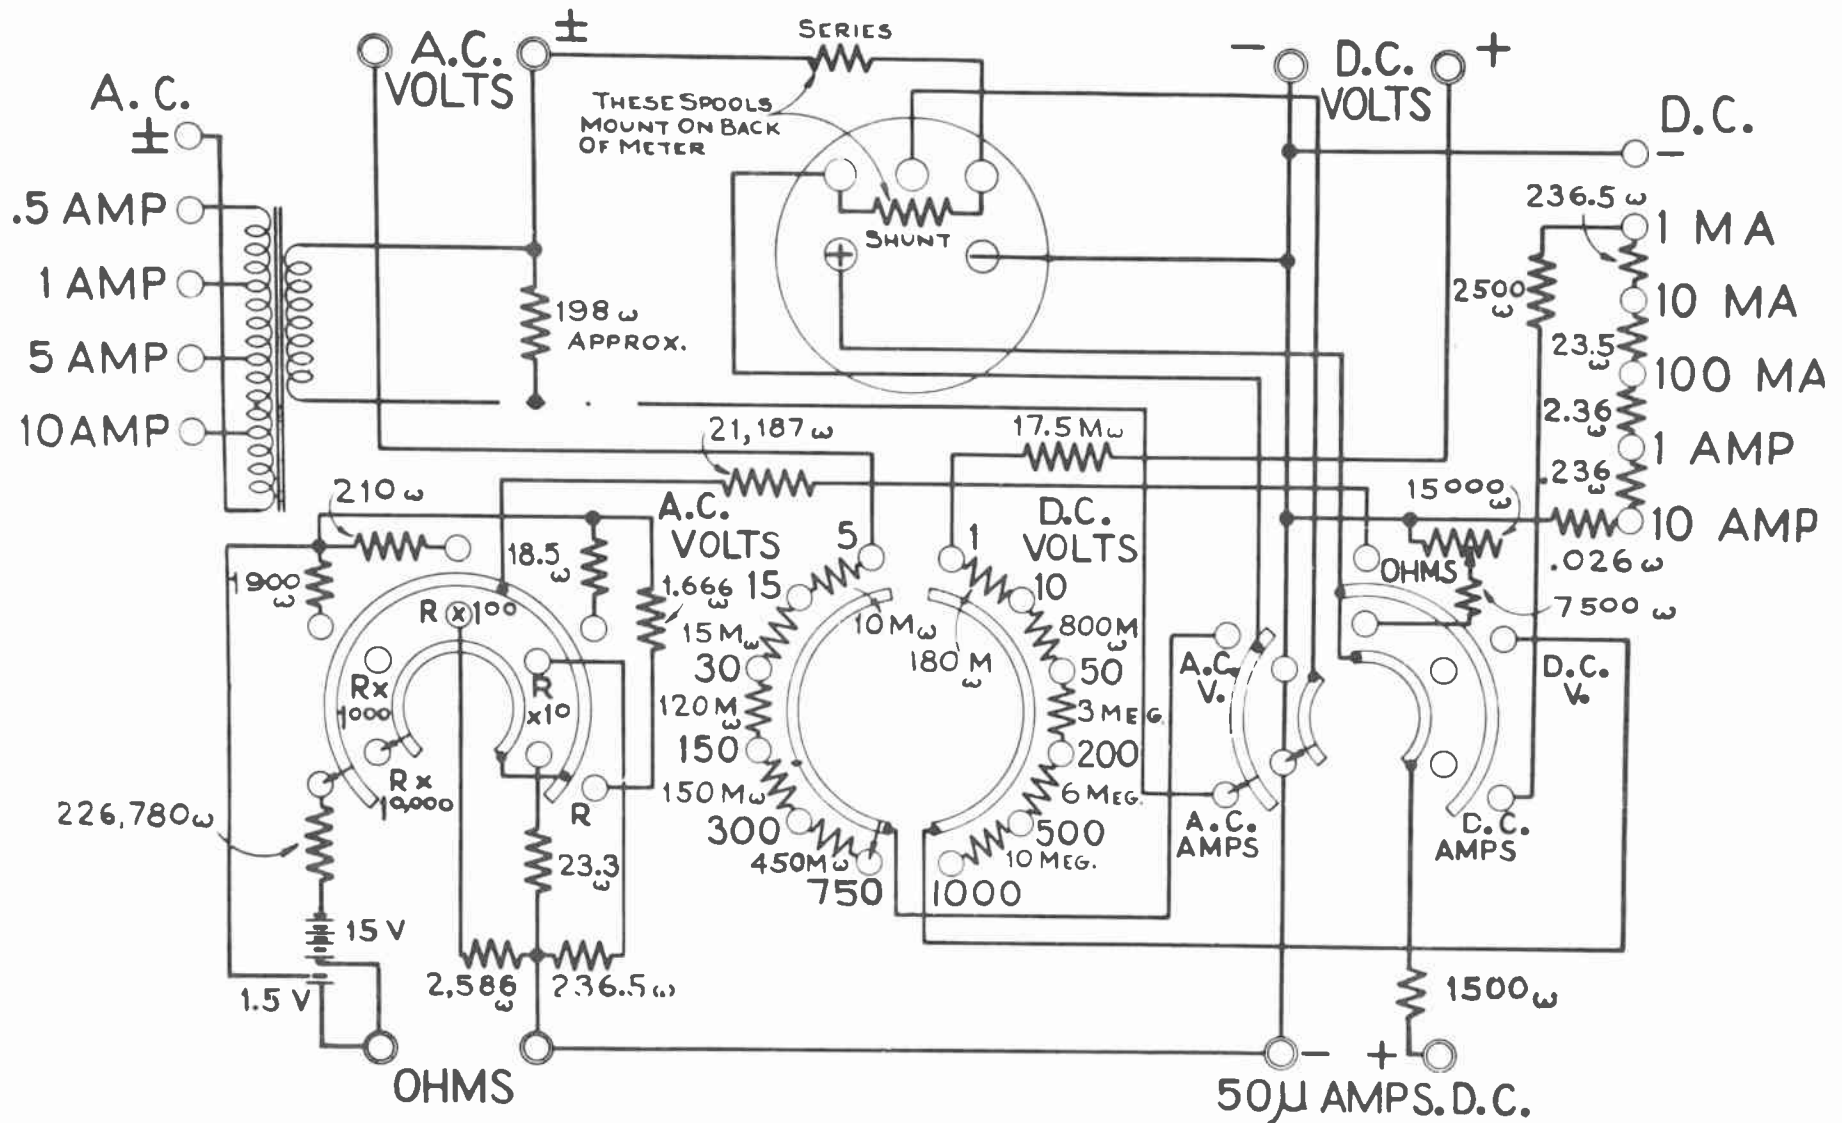 A.C.
±
.5 AMP
1 AMP
5 AMP
10 AMP
A.C.
VOLTS
±
SERIES
THESE SPOOLS
MOUNT ON BACK
OF METER
SHUNT
+
−
− D.C. +
VOLTS
D.C.
−
236.5 ω
1 MA
2500
ω
10 MA
23.5
ω
100 MA
2.36
ω
1 AMP
.236
ω
10 AMP
.026 ω
198 ω
APPROX.
21,187 ω
17.5 Mω
15000
ω
7500 ω
210 ω
1900
ω
18.5
ω
1.666
ω
R x 100
R x
1000
R
x10
R x
10,000
R
226,780 ω
15 V
1.5 V
23.3
ω
2,586
ω
236.5 ω
OHMS
A.C.
VOLTS
5
15
30
150
300
750
10 Mω
15 Mω
120 M
ω
150 Mω
450 Mω
D.C.
VOLTS
1
10
50
200
500
1000
180 M
ω
800 M
ω
3 MEG.
6 MEG.
10 MEG.
A.C.
V.
A.C.
AMPS
OHMS
D.C.
V.
D.C.
AMPS
1500 ω
− +
50 µ AMPS. D.C.